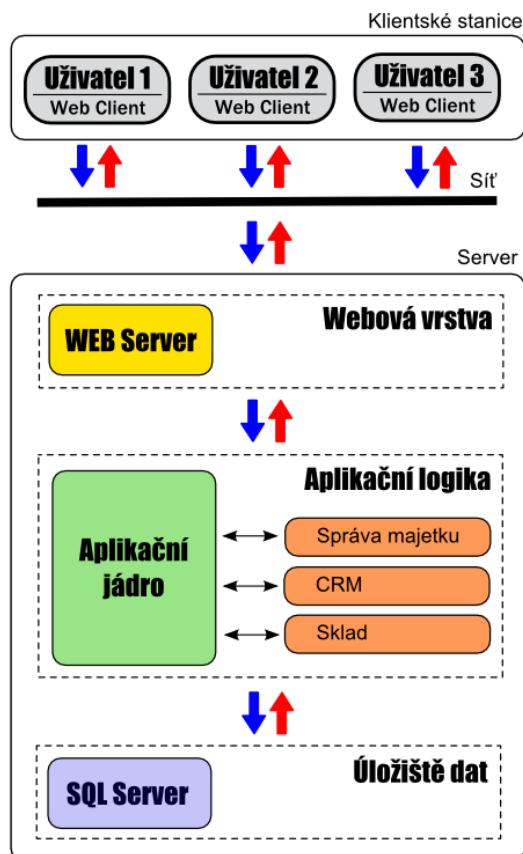 Klientské stanice
Uživatel 1
Web Client
Uživatel 2
Web Client
Uživatel 3
Web Client
Síť
Server
WEB Server
Webová vrstva
Aplikační logika
Aplikační
jádro
Správa majetku
CRM
Sklad
Úložiště dat
SQL Server